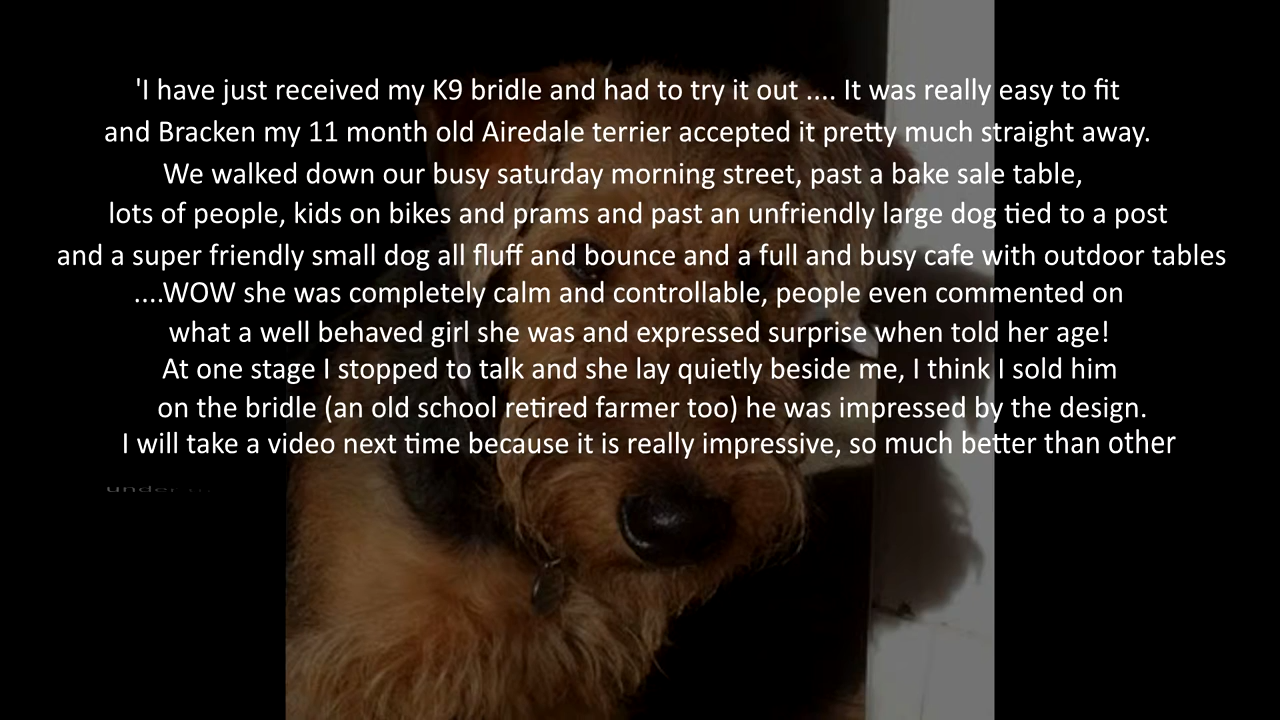 'I have just received my K9 bridle and had to try it out .... It was really easy to fit
and Bracken my 11 month old Airedale terrier accepted it pretty much straight away.
We walked down our busy saturday morning street, past a bake sale table,
lots of people, kids on bikes and prams and past an unfriendly large dog tied to a post
and a super friendly small dog all fluff and bounce and a full and busy cafe with outdoor tables
....WOW she was completely calm and controllable, people even commented on
what a well behaved girl she was and expressed surprise when told her age!
At one stage I stopped to talk and she lay quietly beside me, I think I sold him
on the bridle (an old school retired farmer too) he was impressed by the design.
I will take a video next time because it is really impressive, so much better than other